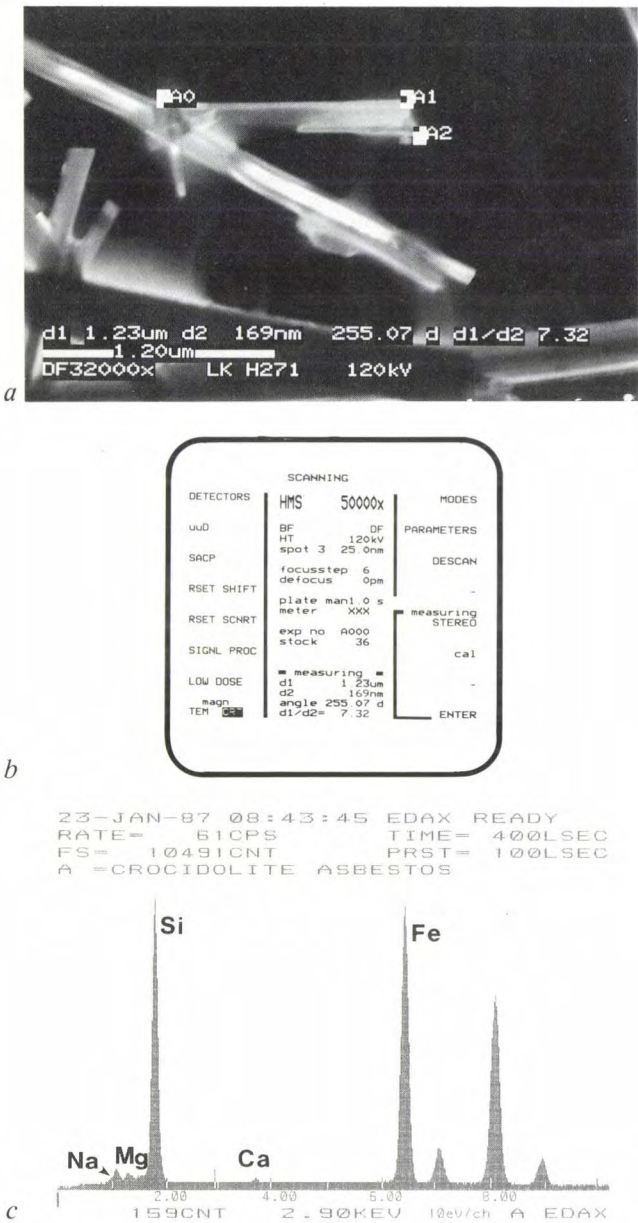 A0 A1
A2
d1 1.23um d2 169nm 255.07 d d1/d2 7.32
1.20um
DF32000x LK H271 120kV
a
SCANNING
DETECTORS
uuD
SACP
RSET SHIFT
RSET SCNRT
SIGNL PROC
LOW DOSE
magn
TEM CRT
HMS 50000x
BF DF
HT 120kV
spot 3 25.0nm
focusstep 6
defocus 0pm
plate man1.0 s
meter XXX
exp no A000
stock 36
measuring
d1 1.23um
d2 169nm
angle 255.07 d
d1/d2= 7.32
MODES
PARAMETERS
DESCAN
-
measuring
STEREO
cal
-
ENTER
b
23-JAN-87 08:43:45 EDAX READY
RATE= 61CPS TIME= 400LSEC
FS= 10491CNT PRST= 100LSEC
A =CROCIDOLITE ASBESTOS
Si Fe
Na Mg Ca
2.00 4.00 6.00 8.00
c
159CNT 2.90KEV 10eV/ch A EDAX